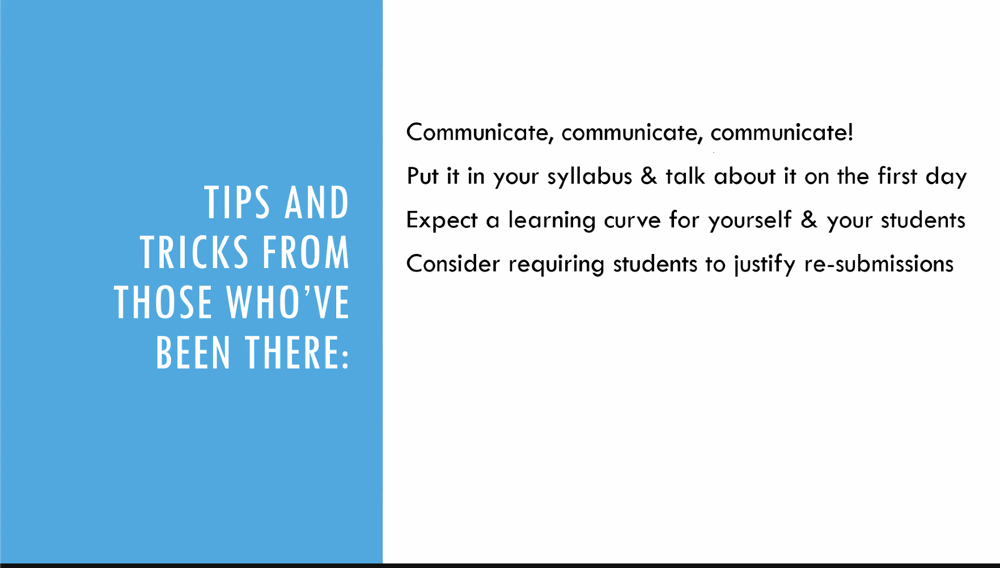 TIPS AND
TRICKS FROM
THOSE WHO’VE
BEEN THERE:
Communicate, communicate, communicate!
Put it in your syllabus & talk about it on the first day
Expect a learning curve for yourself & your students
Consider requiring students to justify re-submissions